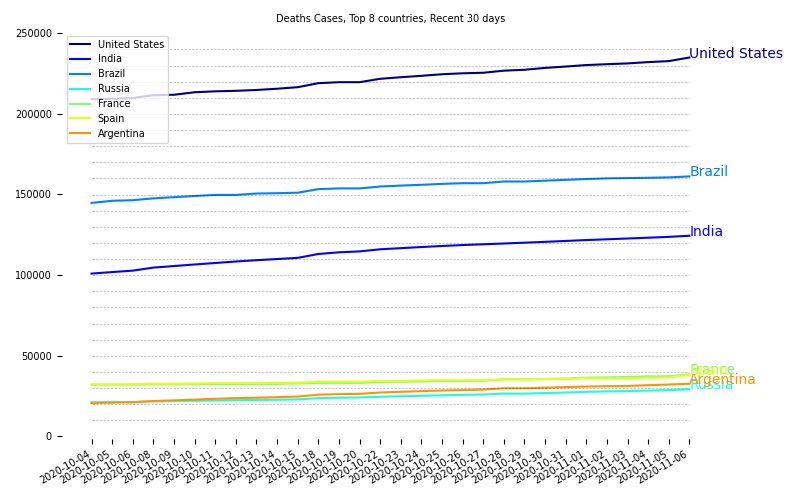 Deaths Cases, Top 8 countries, Recent 30 days
250000
200000
150000
100000
50000
0
United States
India
Brazil
Russia
France
Spain
Argentina
United States
Brazil
India
France
Argentina
Russia
2020-10-04
2020-10-05
2020-10-06
2020-10-08
2020-10-09
2020-10-10
2020-10-11
2020-10-12
2020-10-13
2020-10-14
2020-10-15
2020-10-18
2020-10-19
2020-10-20
2020-10-22
2020-10-23
2020-10-24
2020-10-25
2020-10-26
2020-10-27
2020-10-28
2020-10-29
2020-10-30
2020-10-31
2020-11-01
2020-11-02
2020-11-03
2020-11-04
2020-11-05
2020-11-06